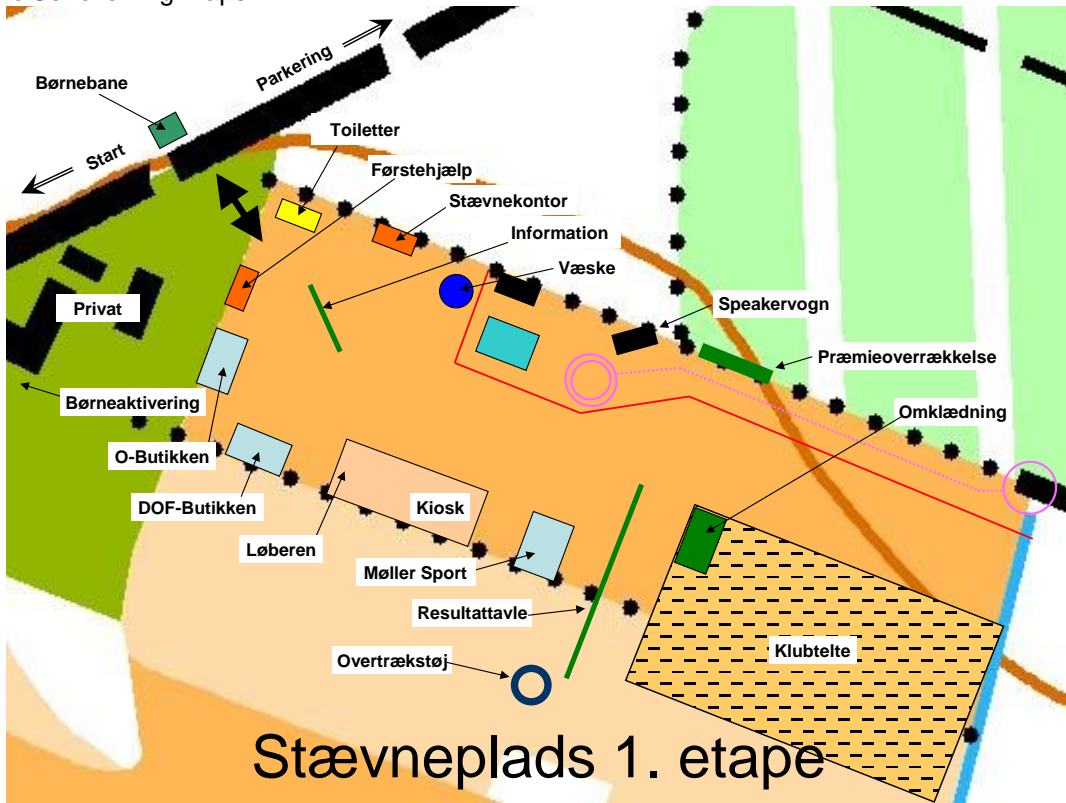 Parkering
Børnebane
Toiletter
Start
Førstehjælp
Stævnekontor
Information
Væske
Privat
Speakervogn
Præmieoverrækkelse
Børneaktivering
Omklædning
O-Butikken
DOF-Butikken
Kiosk
Løberen
Møller Sport
Resultattavle
Klubtelte
Overtrækstøj
Stævneplads 1. etape